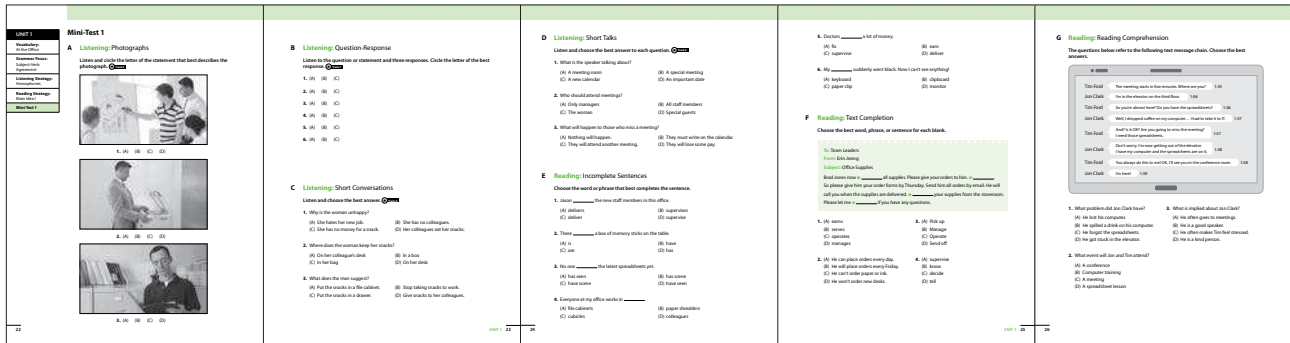 UNIT 1
Vocabulary:
At the Office
Grammar Focus:
Subject-Verb
Agreement
Listening Strategy:
Homophones
Reading Strategy:
Main Idea I
Mini-Test 1
Mini-Test 1
A Listening: Photographs
Listen and circle the letter of the statement that best describes the
photograph.
1. (A) (B) (C) (D)
2. (A) (B) (C) (D)
3. (A) (B) (C) (D)
22
B Listening: Question-Response
Listen to the question or statement and three responses. Circle the letter of the best
response.
1. (A) (B) (C)
2. (A) (B) (C)
3. (A) (B) (C)
4. (A) (B) (C)
5. (A) (B) (C)
6. (A) (B) (C)
C Listening: Short Conversations
Listen and choose the best answer.
1. Why is the woman unhappy?
(A) She hates her new job. (B) She has no colleagues.
(C) She has no money for a snack. (D) Her colleagues eat her snacks.
2. Where does the woman keep her snacks?
(A) On her colleague's desk (B) In a box
(C) In her bag (D) On her desk
3. What does the man suggest?
(A) Put the snacks in a file cabinet. (B) Stop taking snacks to work.
(C) Put the snacks in a drawer. (D) Give snacks to her colleagues.
UNIT 1 23
D Listening: Short Talks
Listen and choose the best answer to each question.
1. What is the speaker talking about?
(A) A meeting room (B) A special meeting
(C) A new calendar (D) An important date
2. Who should attend meetings?
(A) Only managers (B) All staff members
(C) The woman (D) Special guests
3. What will happen to those who miss a meeting?
(A) Nothing will happen. (B) They must write on the calendar.
(C) They will attend another meeting. (D) They will lose some pay.
E Reading: Incomplete Sentences
Choose the word or phrase that best completes the sentence.
1. Jason ______ the new staff members in this office.
(A) delivers (B) supervises
(C) deliver (D) supervise
2. There ______ a box of memory sticks on the table.
(A) is (B) have
(C) are (D) has
3. No one ______ the latest spreadsheets yet.
(A) has seen (B) has scene
(C) have scene (D) have seen
4. Everyone at my office works in ______.
(A) file cabinets (B) paper shredders
(C) cubicles (D) colleagues
24
5. Doctors ______ a lot of money.
(A) fix (B) earn
(C) supervise (D) deliver
6. My ______ suddenly went black. Now I can't see anything!
(A) keyboard (B) clipboard
(C) paper clip (D) monitor
F Reading: Text Completion
Choose the best word, phrase, or sentence for each blank.
To: Team Leaders
From: Erin Jeong
Subject: Office Supplies
Brad Jones now ______ all supplies. Please give your orders to him. ______.
So please give him your order forms by Thursday. Send him all orders by email. He will
call you when the supplies are delivered. ______ your supplies from the storeroom.
Please let me ______ if you have any questions.
1. (A) earns
(B) serves
(C) operates
(D) manages
2. (A) He can place orders every day.
(B) He will place orders every Friday.
(C) He can't order paper or ink.
(D) He won't order new desks.
3. (A) Pick up
(B) Manage
(C) Operate
(D) Send off
4. (A) supervise
(B) know
(C) decide
(D) tell
UNIT 1 25
G Reading: Reading Comprehension
The questions below refer to the following text message chain. Choose the best
answers.
Tim Ford The meeting starts in five minutes. Where are you? 1:55
Jon Clark I'm in the elevator on the third floor. 1:56
Tim Ford So you're almost here? Do you have the spreadsheets? 1:56
Jon Clark Well, I dropped coffee on my computer ... I had to take it to IT. 1:57
Tim Ford And? Is it OK? Are you going to miss the meeting?
I need those spreadsheets. 1:57
Jon Clark Don't worry. I'm now getting out of the elevator.
I have my computer and the spreadsheets are on it. 1:58
Tim Ford You always do this to me! OK, I'll see you in the conference room. 1:58
Jon Clark I'm here! 1:59
1. What problem did Jon Clark have?
(A) He lost his computer.
(B) He spilled a drink on his computer.
(C) He forgot the spreadsheets.
(D) He got stuck in the elevator.
2. What event will Jon and Tim attend?
(A) A conference
(B) Computer training
(C) A meeting
(D) A spreadsheet lesson
3. What is implied about Jon Clark?
(A) He often goes to meetings.
(B) He is a good speaker.
(C) He often makes Tim feel stressed.
(D) He is a kind person.
26